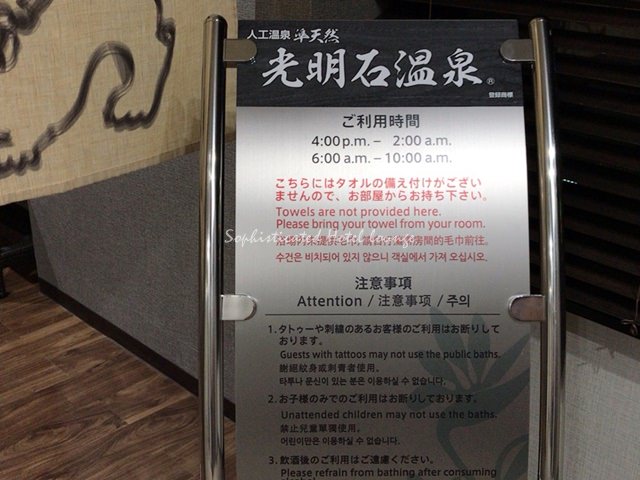 人工温泉 準天然
光明石温泉®
登録商標
ご利用時間
4:00p.m. – 2:00 a.m.
6:00 a.m. – 10:00 a.m.
こちらにはタオルの備え付けがござい
ませんので、お部屋からお持ち下さい。
Towels are not provided here.
Please bring your towel from your room.
Sophisticated Hotel lounge
房間的毛巾前往。
수건은 비치되어 있지 않으니 객실에서 가져 오십시오.
注意事項
Attention / 注意事项 / 주의
1. タトゥーや刺繍のあるお客様のご利用はお断りして
おります。
Guests with tattoos may not use the public baths.
謝絕紋身或刺青者使用。
타투나 문신이 있는 분은 이용하실 수 없습니다.
2. お子様のみでのご利用はお断りしております。
Unattended children may not use the baths.
禁止兒童單獨使用。
어린이만은 이용하실 수 없습니다.
3. 飲酒後のご利用はご遠慮ください。
Please refrain from bathing after consuming